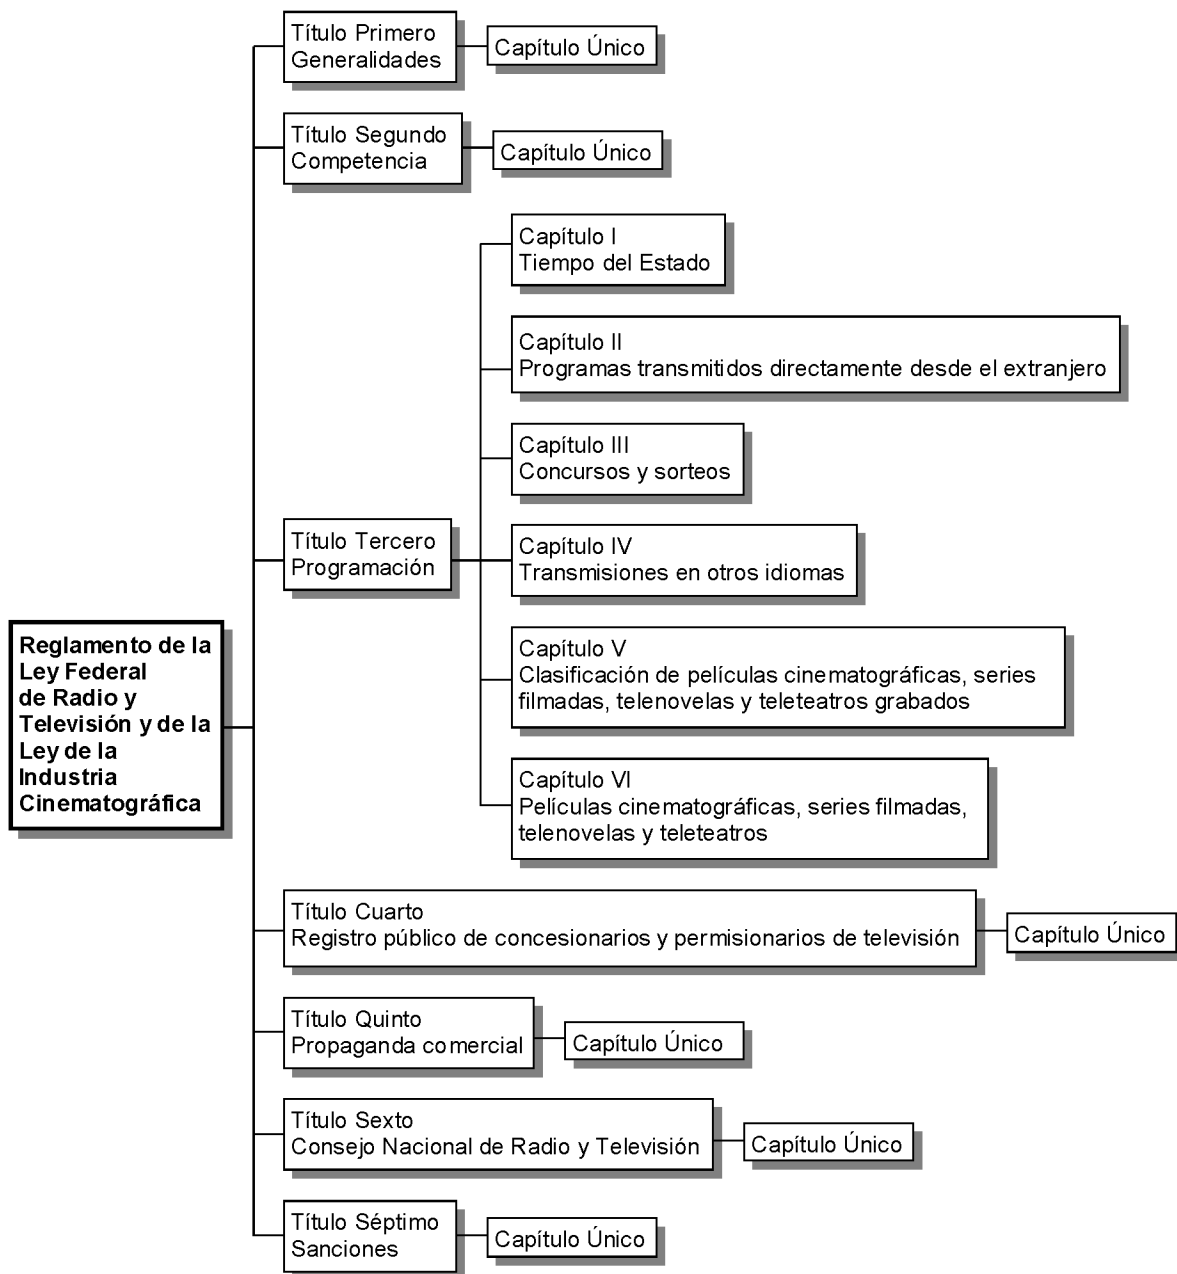 Título Primero
Generalidades
Capítulo Único
Título Segundo
Competencia
Capítulo Único
Capítulo I
Tiempo del Estado
Capítulo II
Programas transmitidos directamente desde el extranjero
Capítulo III
Concursos y sorteos
Título Tercero
Programación
Capítulo IV
Transmisiones en otros idiomas
Reglamento de la
Ley Federal
de Radio y
Televisión y de la
Ley de la
Industria
Cinematográfica
Capítulo V
Clasificación de películas cinematográficas, series
filmadas, telenovelas y teleteatros grabados
Capítulo VI
Películas cinematográficas, series filmadas,
telenovelas y teleteatros
Título Cuarto
Registro público de concesionarios y permisionarios de televisión
Capítulo Único
Título Quinto
Propaganda comercial
Capítulo Único
Título Sexto
Consejo Nacional de Radio y Televisión
Capítulo Único
Título Séptimo
Sanciones
Capítulo Único